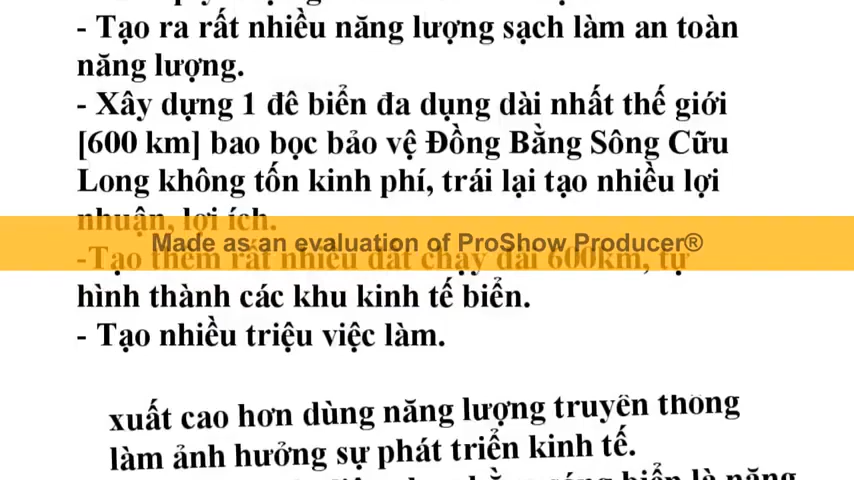 - Tạo ra rất nhiều năng lượng sạch làm an toàn
năng lượng.
- Xây dựng 1 đê biển đa dụng dài nhất thế giới
[600 km] bao bọc bảo vệ Đồng Bằng Sông Cữu
Long không tốn kinh phí, trái lại tạo nhiều lợi
nhuận, lợi ích.
Made as an evaluation of ProShow Producer®
-Tạo thêm rất nhiều đất chạy dài 600km, tự
hình thành các khu kinh tế biển.
- Tạo nhiều triệu việc làm.
xuất cao hơn dùng năng lượng truyền thống
làm ảnh hưởng sự phát triển kinh tế.
sóng biển là năng